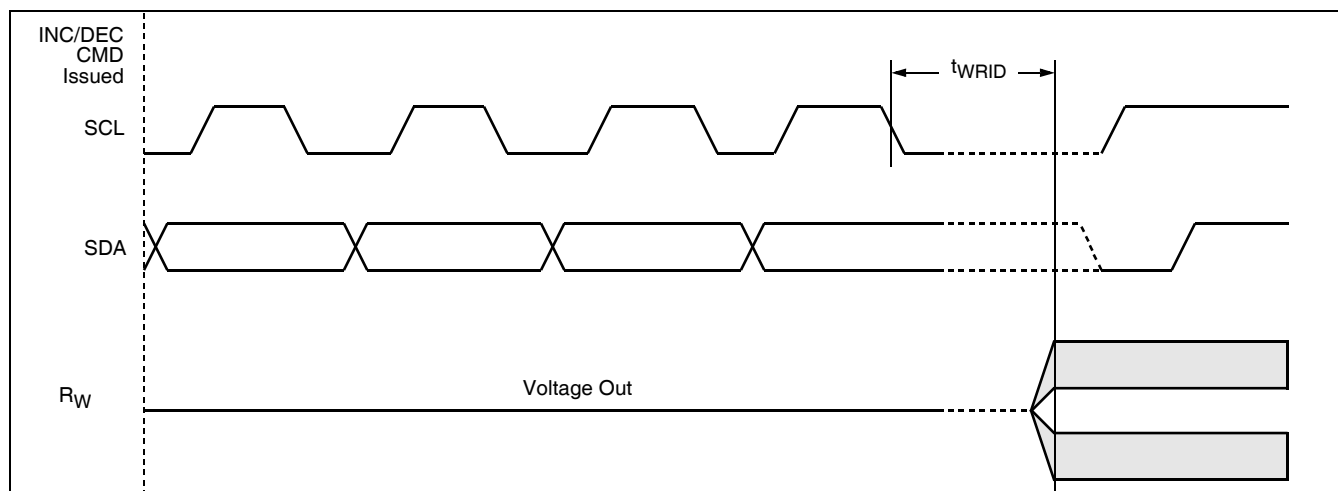 INC/DEC
CMD
Issued
tWRID
SCL
SDA
Voltage Out
RW